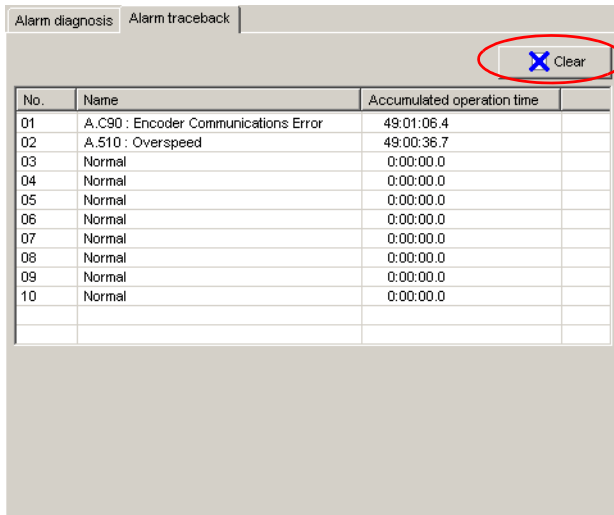 Alarm diagnosis Alarm traceback
Clear
No. Name Accumulated operation time
01 A.C90 : Encoder Communications Error 49:01:06.4
02 A.510 : Overspeed 49:00:36.7
03 Normal 0:00:00.0
04 Normal 0:00:00.0
05 Normal 0:00:00.0
06 Normal 0:00:00.0
07 Normal 0:00:00.0
08 Normal 0:00:00.0
09 Normal 0:00:00.0
10 Normal 0:00:00.0